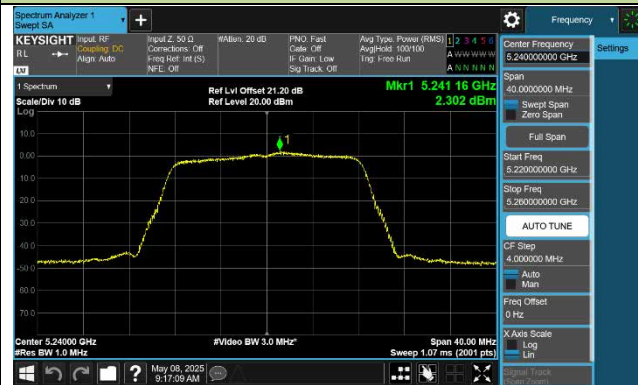 Spectrum Analyzer 1
Swept SA
Frequency
KEYSIGHT
RL
LXI
Input: RF
Coupling: DC
Align: Auto
Input Z: 50 Ω
Corrections: Off
Freq Ref: Int (S)
NFE: Off
#Atten: 20 dB
PNO: Fast
Gate: Off
IF Gain: Low
Sig Track: Off
Avg Type: Power (RMS)
Avg|Hold: 100/100
Trig: Free Run
1 2 3 4 5 6
A W W W W W
A N N N N N
1 Spectrum
Scale/Div 10 dB
Log
Ref Lvl Offset 21.20 dB
Ref Level 20.00 dBm
Mkr1 5.241 16 GHz
2.302 dBm
1
10.0
0.00
-10.0
-20.0
-30.0
-40.0
-50.0
-60.0
-70.0
Center 5.24000 GHz
#Res BW 1.0 MHz
#Video BW 3.0 MHz*
Span 40.00 MHz
Sweep 1.07 ms (2001 pts)
May 08, 2025
9:17:09 AM
Center Frequency
5.240000000 GHz
Settings
Span
40.0000000 MHz
Swept Span
Zero Span
Full Span
Start Freq
5.220000000 GHz
Stop Freq
5.260000000 GHz
AUTO TUNE
CF Step
4.000000 MHz
Auto
Man
Freq Offset
0 Hz
X Axis Scale
Log
Lin
Signal Track
(Span Zoom)